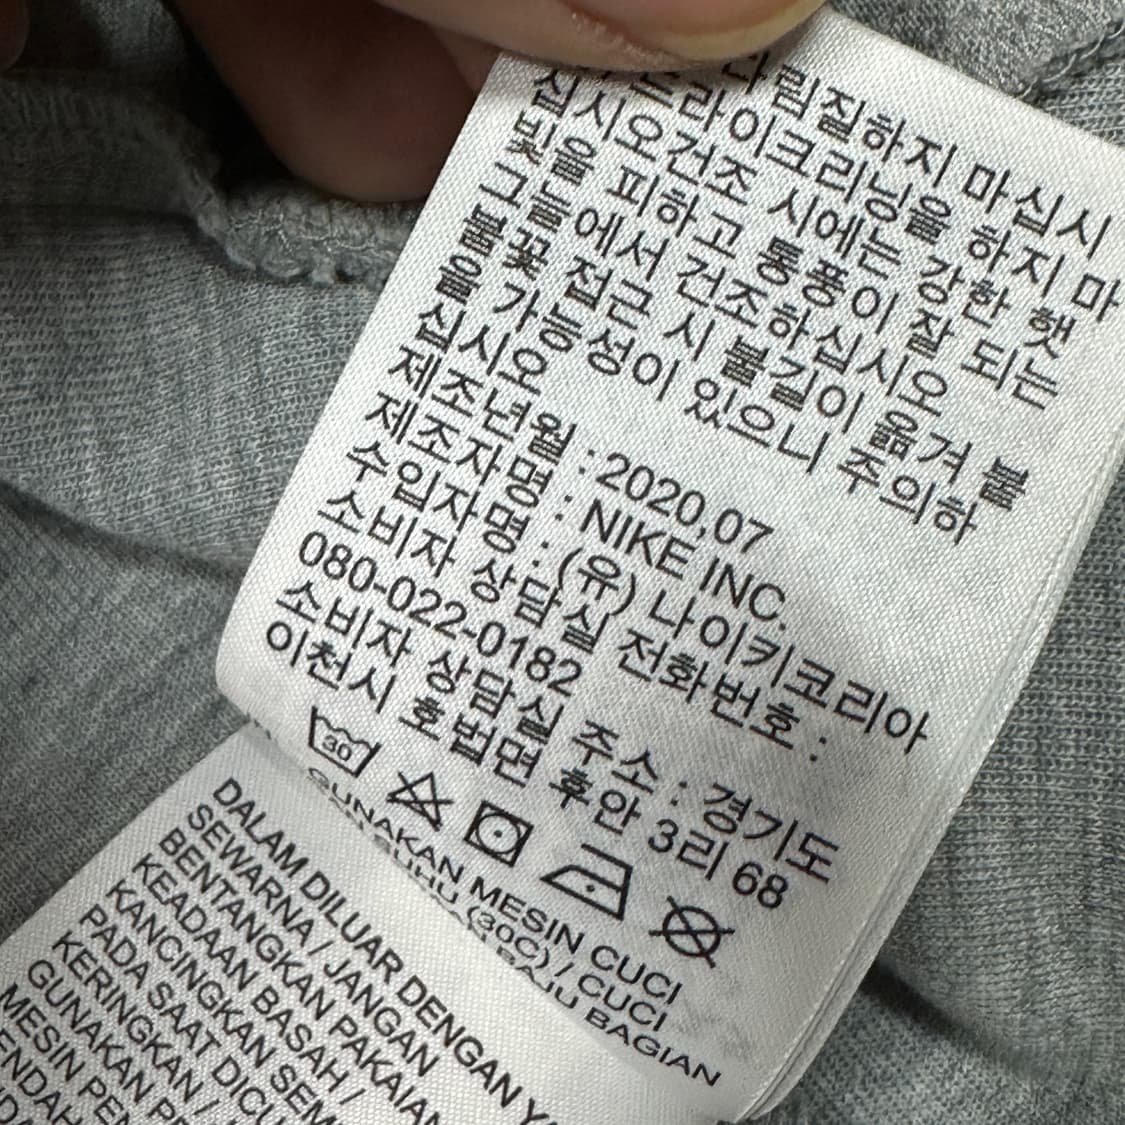 다림질하지 마십시
드라이크리닝을 하지 마
십시오건조 시에는 강한 햇
빛을 피하고 통풍이 잘 되는
그늘에서 건조하십시오
불꽃 접근 시 불길이 옮겨 붙
을 가능성이 있으니 주의하
십시오
제조년월 : 2020.07
제조자명 : NIKE INC.
수입자명 : (유) 나이키코리아
소비자 상담실 전화번호 :
080-022-0182
소비자 상담실 주소 : 경기도
이천시 호법면 후안 3리 68
30
GUNAKAN MESIN CUCI
SUHU (30C) / CUCI
BAJU BAGIAN
DALAM DILUAR DENGAN
SEWARNA / JANGAN
BENTANGKAN PAKAIAN
KEADAAN BASAH /
KANCINGKAN
PADA SAAT
KERINGKAN /
GUNAKAN
MESIN